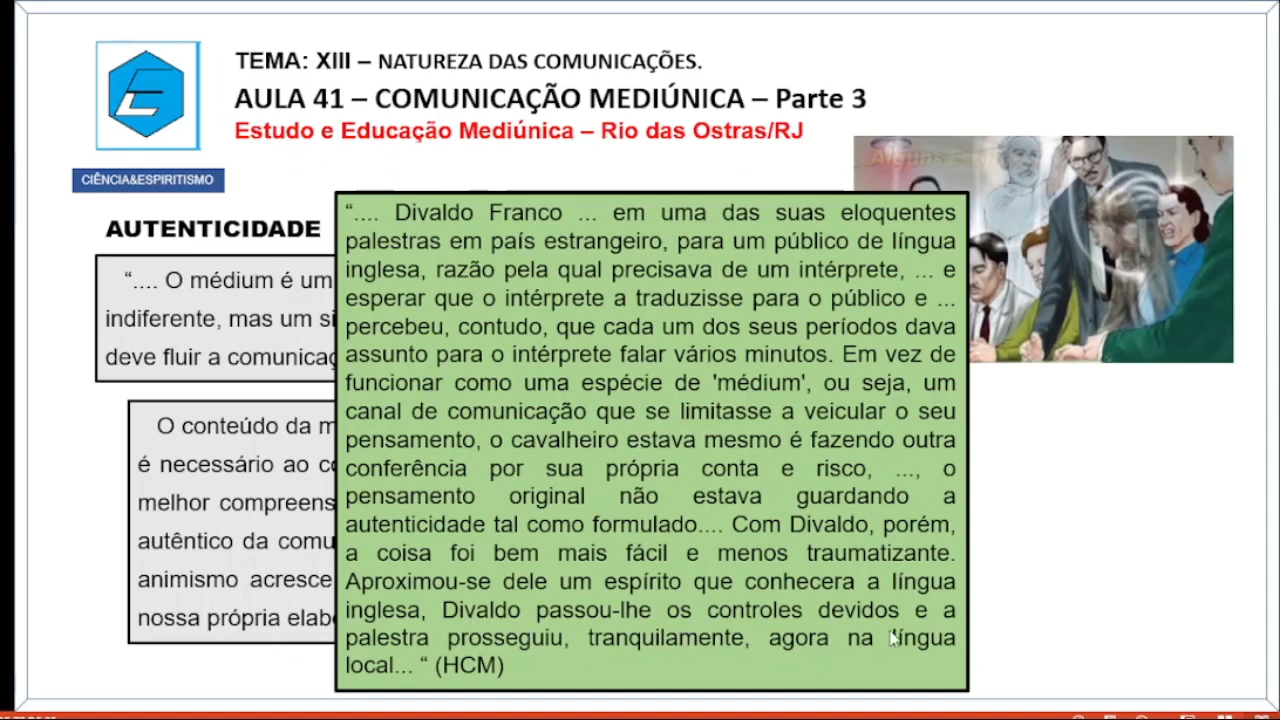 TEMA: XIII – NATUREZA DAS COMUNICAÇÕES.
AULA 41 – COMUNICAÇÃO MEDIÚNICA – Parte 3
Estudo e Educação Mediúnica – Rio das Ostras/RJ
CIÊNCIA&ESPIRITISMO
AUTENTICIDADE
“.... O médium é um
indiferente, mas um
deve fluir a
O conteúdo da
é necessário ao
melhor
autêntico da
animismo
nossa própria
“.... Divaldo Franco ... em uma das suas eloquentes
palestras em país estrangeiro, para um público de língua
inglesa, razão pela qual precisava de um intérprete, ... e
esperar que o intérprete a traduzisse para o público e ...
percebeu, contudo, que cada um dos seus períodos dava
assunto para o intérprete falar vários minutos. Em vez de
funcionar como uma espécie de 'médium', ou seja, um
canal de comunicação que se limitasse a veicular o seu
pensamento, o cavalheiro estava mesmo é fazendo outra
conferência por sua própria conta e risco, ..., o
pensamento original não estava guardando a
autenticidade tal como formulado.... Com Divaldo, porém,
a coisa foi bem mais fácil e menos traumatizante.
Aproximou-se dele um espírito que conhecera a língua
inglesa, Divaldo passou-lhe os controles devidos e a
palestra prosseguiu, tranquilamente, agora na língua
local... “ (HCM)